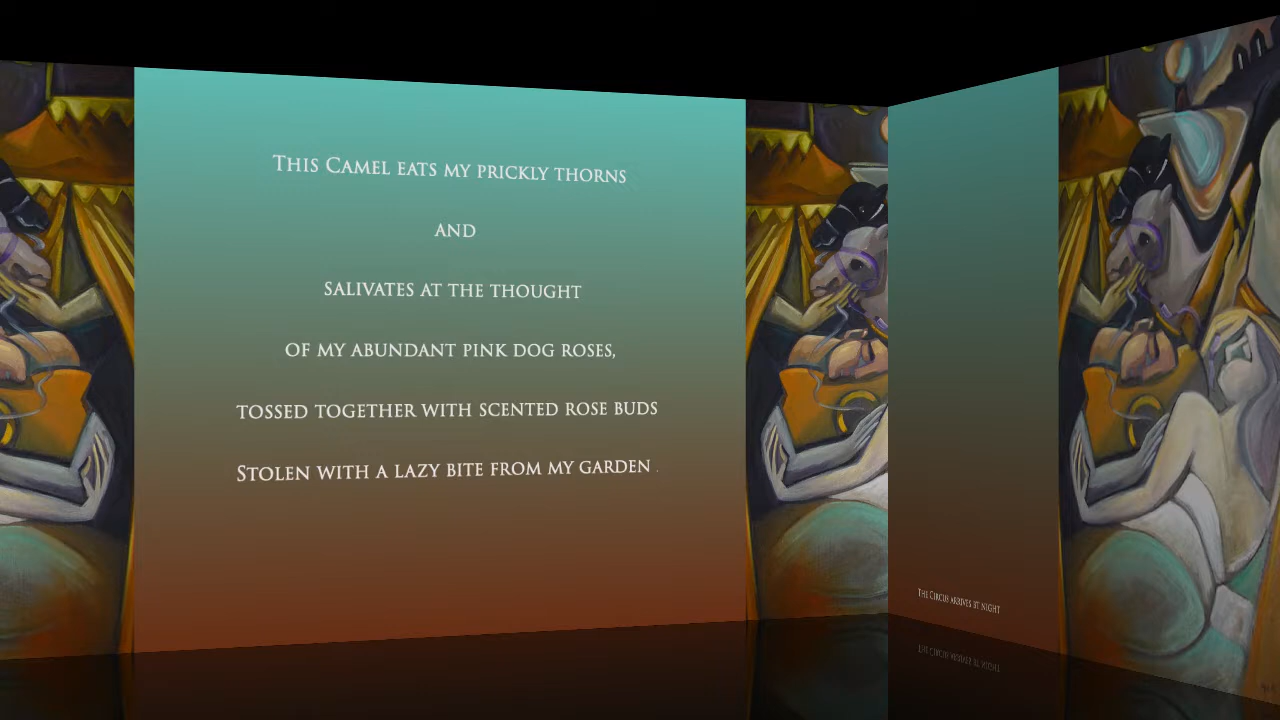 This Camel eats my prickly thorns
and
salivates at the thought
of my abundant pink dog roses,
tossed together with scented rose buds
Stolen with a lazy bite from my garden .
The Circus arrives at night